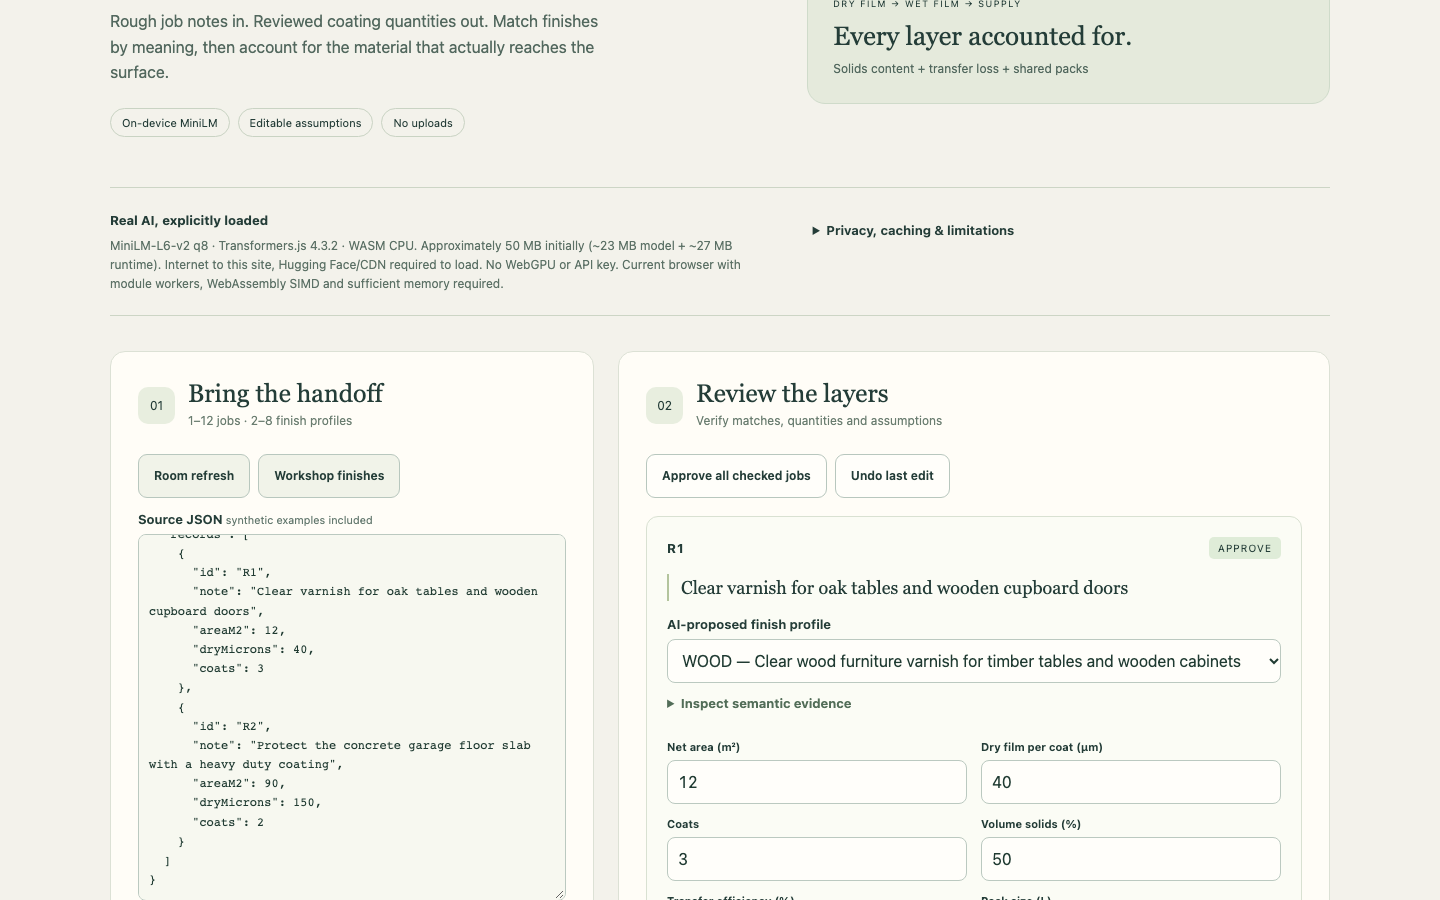 Rough job notes in. Reviewed coating quantities out. Match finishes
by meaning, then account for the material that actually reaches the
surface.
On-device MiniLM
Editable assumptions
No uploads
DRY FILM → WET FILM → SUPPLY
Every layer accounted for.
Solids content + transfer loss + shared packs
Real AI, explicitly loaded
MiniLM-L6-v2 q8 · Transformers.js 4.3.2 · WASM CPU. Approximately 50 MB initially (~23 MB model + ~27 MB
runtime). Internet to this site, Hugging Face/CDN required to load. No WebGPU or API key. Current browser with
module workers, WebAssembly SIMD and sufficient memory required.
Privacy, caching & limitations
01
Bring the handoff
1–12 jobs · 2–8 finish profiles
Room refresh
Workshop finishes
Source JSON synthetic examples included
"records": [
{
"id": "R1",
"note": "Clear varnish for oak tables and wooden
cupboard doors",
"areaM2": 12,
"dryMicrons": 40,
"coats": 3
},
{
"id": "R2",
"note": "Protect the concrete garage floor slab
with a heavy duty coating",
"areaM2": 90,
"dryMicrons": 150,
"coats": 2
}
]
}
02
Review the layers
Verify matches, quantities and assumptions
Approve all checked jobs
Undo last edit
R1
APPROVE
Clear varnish for oak tables and wooden cupboard doors
AI-proposed finish profile
WOOD — Clear wood furniture varnish for timber tables and wooden cabinets
Inspect semantic evidence
Net area (m²)
Dry film per coat (µm)
12
40
Coats
Volume solids (%)
3
50
Transfer efficiency (%)
Pack size (L)